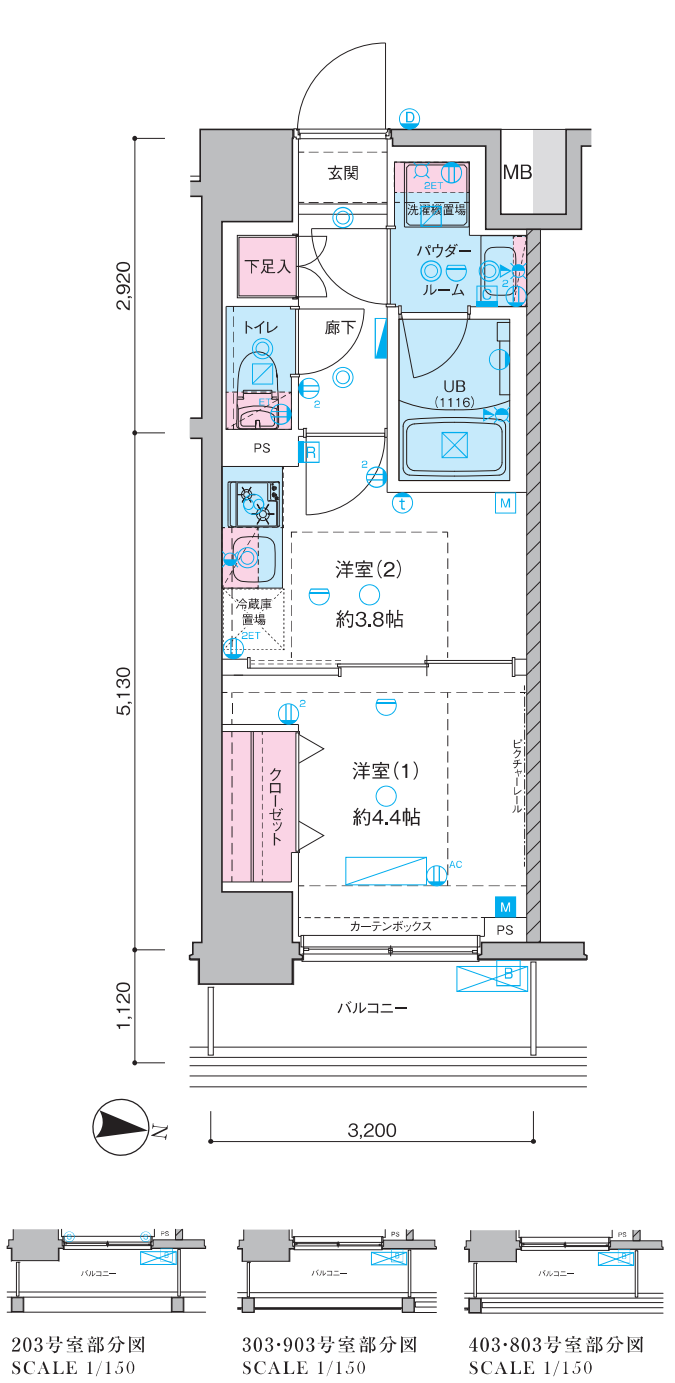 D
玄関
MB
2ET
洗濯機置場
パウダー
ルーム
2
C
下足入
トイレ
廊下
UB
(1116)
ET
2
PS
R
2
t
M
2,920
洋室(2)
約3.8帖
冷蔵庫
置場
2ET
5,130
2
洋室(1)
約4.4帖
クローゼット
ピクチャーレール
AC
M
カーテンボックス
PS
B
バルコニー
1,120
N
3,200
PS
B
バルコニー
PS
B
バルコニー
PS
B
バルコニー
203号室部分図
SCALE 1/150
303・903号室部分図
SCALE 1/150
403・803号室部分図
SCALE 1/150